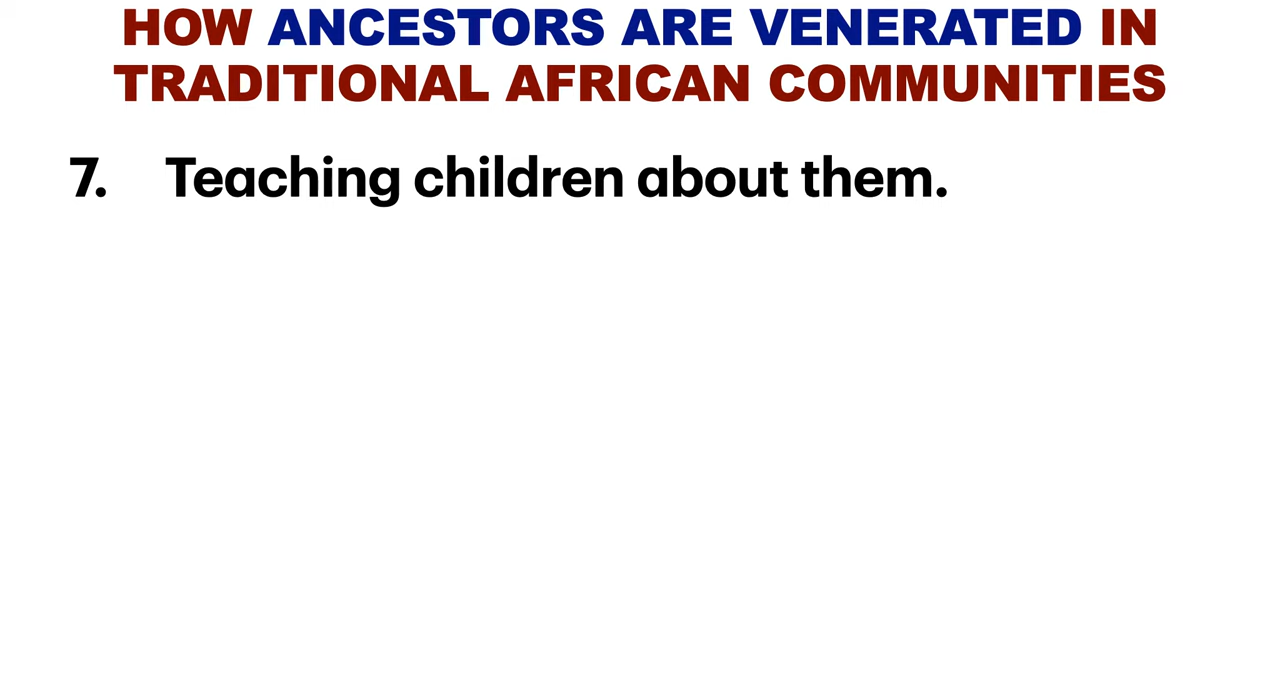 HOW ANCESTORS ARE VENERATED IN
TRADITIONAL AFRICAN COMMUNITIES
7. Teaching children about them.